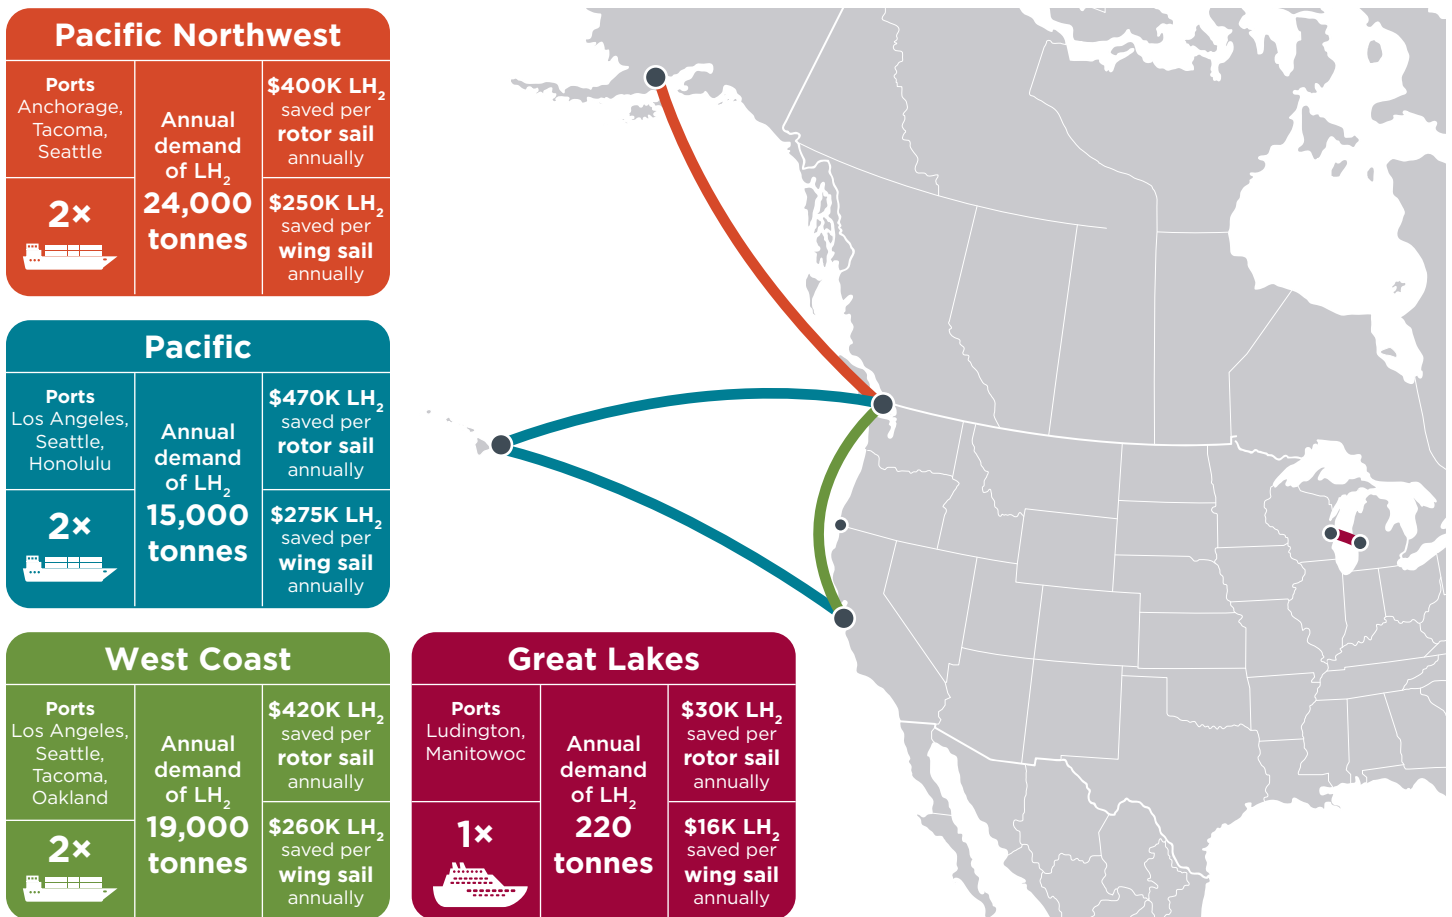 Pacific Northwest
Ports
Anchorage,
Tacoma,
Seattle
2×
Annual
demand
of LH₂
24,000
tonnes
$400K LH₂
saved per
rotor sail
annually
$250K LH₂
saved per
wing sail
annually
Pacific
Ports
Los Angeles,
Seattle,
Honolulu
2×
Annual
demand
of LH₂
15,000
tonnes
$470K LH₂
saved per
rotor sail
annually
$275K LH₂
saved per
wing sail
annually
West Coast
Ports
Los Angeles,
Seattle,
Tacoma,
Oakland
2×
Annual
demand
of LH₂
19,000
tonnes
$420K LH₂
saved per
rotor sail
annually
$260K LH₂
saved per
wing sail
annually
Great Lakes
Ports
Ludington,
Manitowoc
1×
Annual
demand
of LH₂
220
tonnes
$30K LH₂
saved per
rotor sail
annually
$16K LH₂
saved per
wing sail
annually